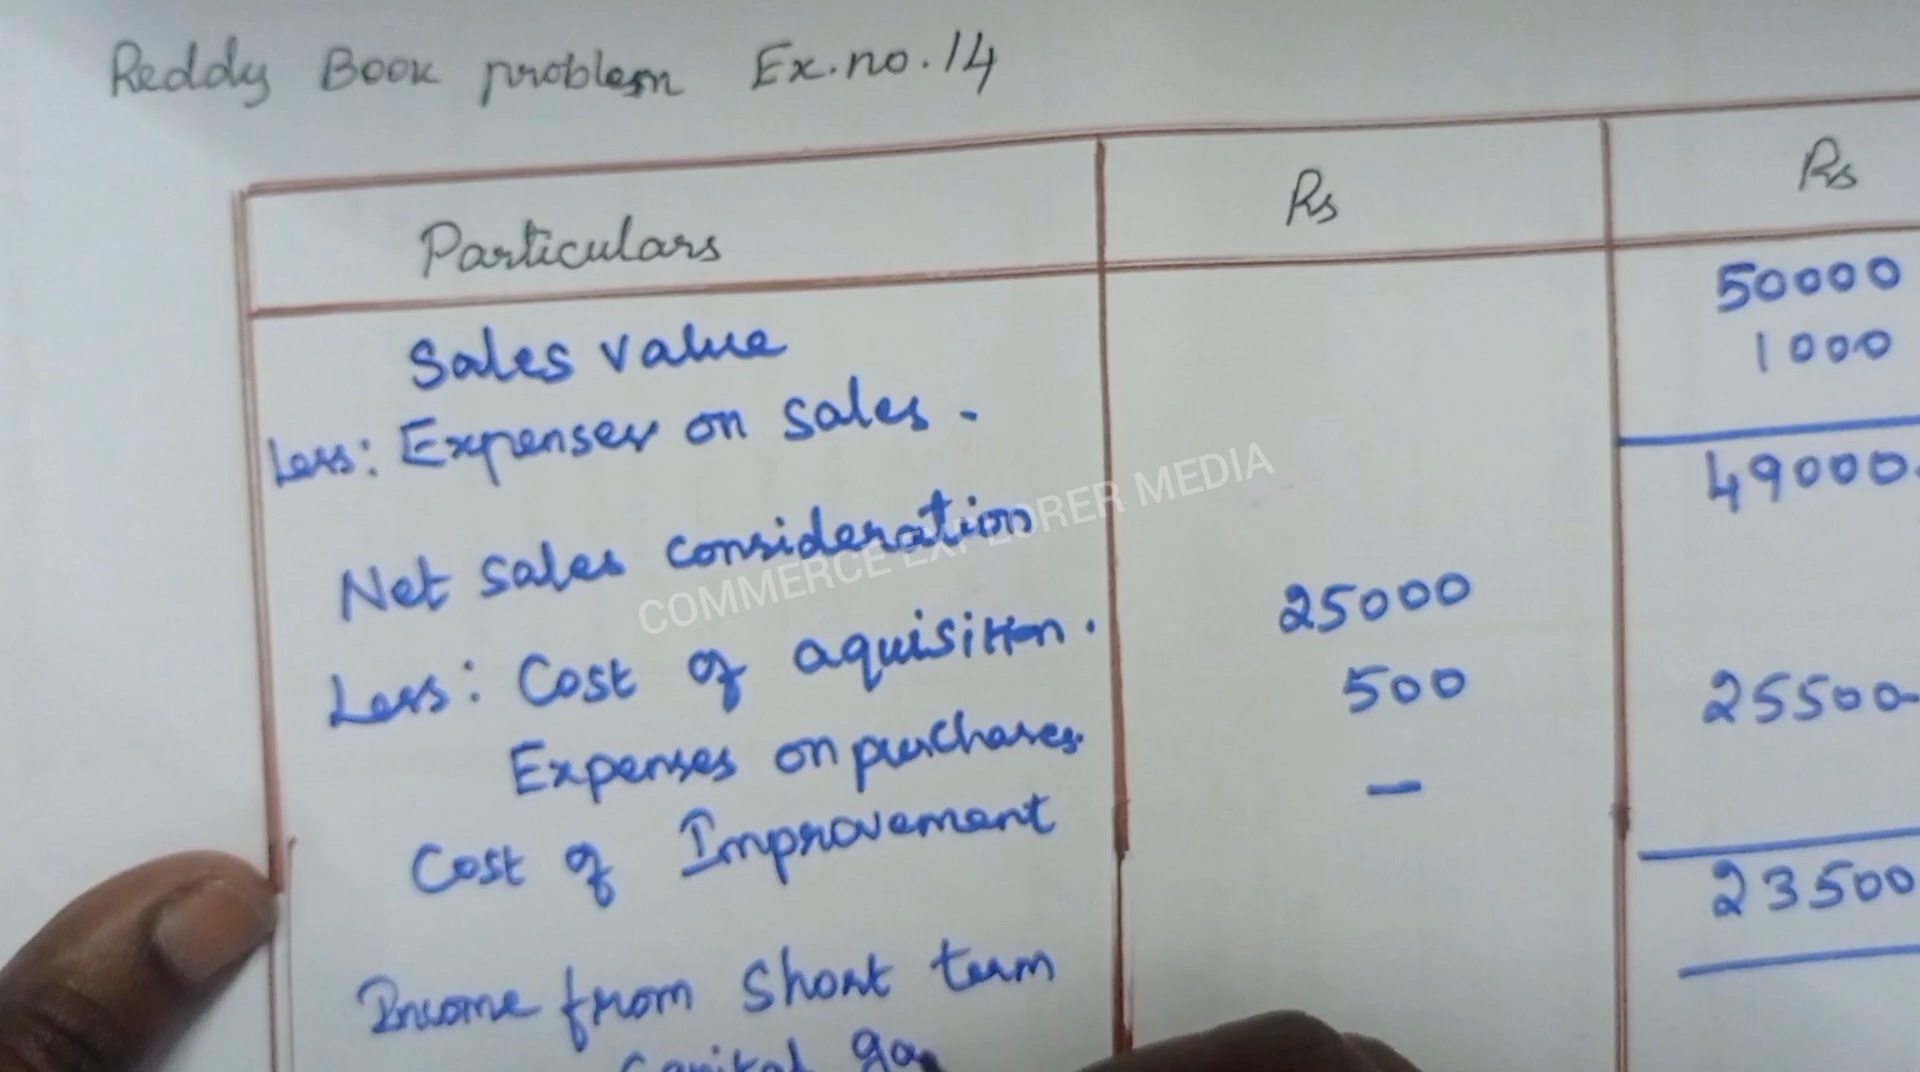 Reddy Book problem Ex.no.14
Particulars Rs Rs
Sales value 50000
Less: Expenses on sales. 1000
Net sales consideration 49000.
COMMERCE EXPLORER MEDIA
Less: Cost of aquisition. 25000
Expenses on purchases. 500 25500
Cost of Improvement —
23500
Income from short term
Capital ga